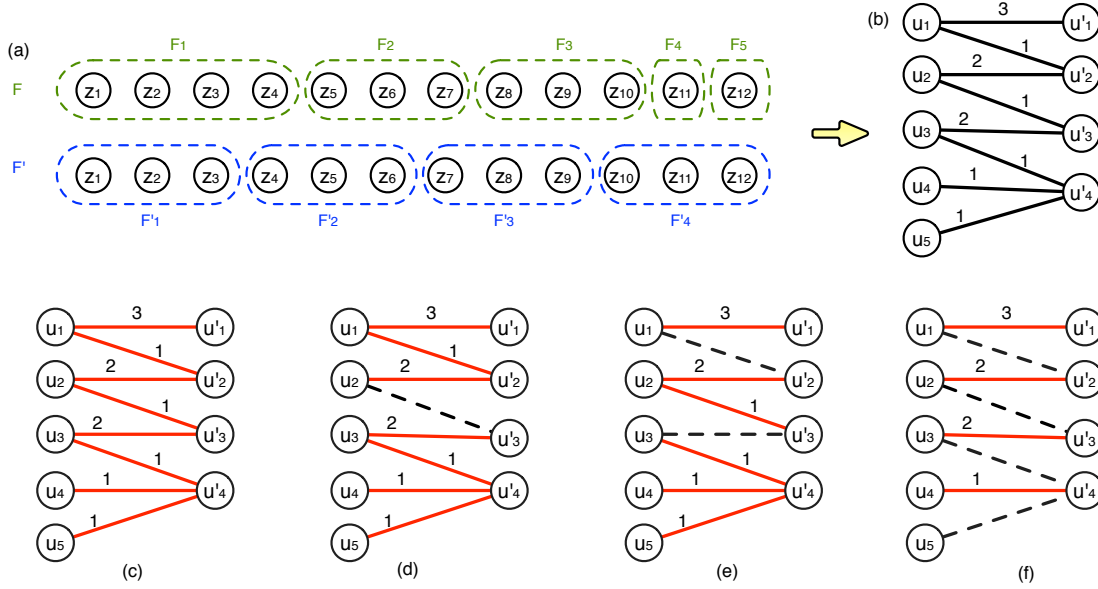 (a)
F1 F2 F3 F4 F5
F z1 z2 z3 z4 z5 z6 z7 z8 z9 z10 z11 z12
F' z1 z2 z3 z4 z5 z6 z7 z8 z9 z10 z11 z12
F'1 F'2 F'3 F'4
(b)
u1 3 u'1
1
u2 2 u'2
1
u3 2 u'3
1
u4 1 u'4
u5 1
u1 3 u'1
1
u2 2 u'2
1
u3 2 u'3
1
u4 1 u'4
u5 1
(c)
u1 3 u'1
1
u2 2 u'2
u3 2 u'3
1
u4 1 u'4
u5 1
(d)
u1 3 u'1
u2 2 u'2
1
u3 u'3
1
u4 1 u'4
u5 1
(e)
u1 3 u'1
u2 2 u'2
u3 2 u'3
u4 1 u'4
u5
(f)